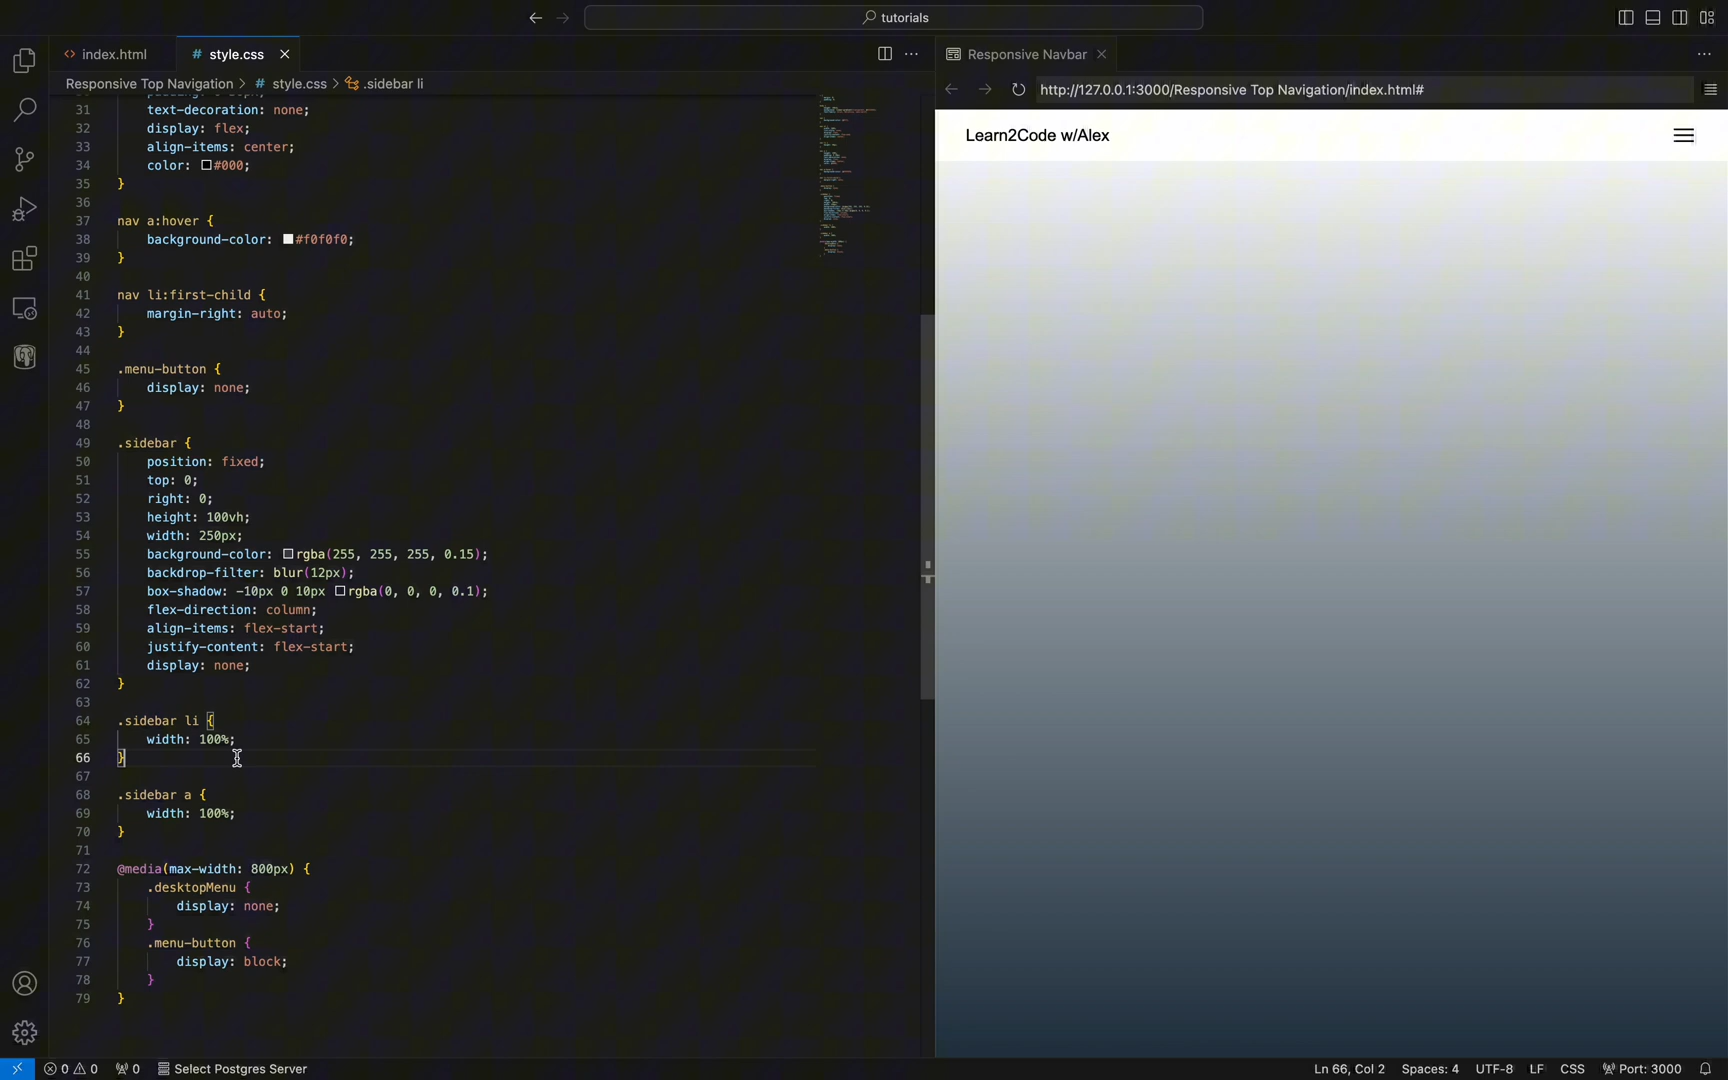 tutorials
index.html
# style.css
Responsive Navbar
Responsive Top Navigation > # style.css > .sidebar li
http://127.0.0.1:3000/Responsive Top Navigation/index.html#
Learn2Code w/Alex
31 text-decoration: none;
32 display: flex;
33 align-items: center;
34 color: #000;
35 }
36
37 nav a:hover {
38 background-color: #f0f0f0;
39 }
40
41 nav li:first-child {
42 margin-right: auto;
43 }
44
45 .menu-button {
46 display: none;
47 }
48
49 .sidebar {
50 position: fixed;
51 top: 0;
52 right: 0;
53 height: 100vh;
54 width: 250px;
55 background-color: rgba(255, 255, 255, 0.15);
56 backdrop-filter: blur(12px);
57 box-shadow: -10px 0 10px rgba(0, 0, 0, 0.1);
58 flex-direction: column;
59 align-items: flex-start;
60 justify-content: flex-start;
61 display: none;
62 }
63
64 .sidebar li {
65 width: 100%;
66 }
67
68 .sidebar a {
69 width: 100%;
70 }
71
72 @media(max-width: 800px) {
73 .desktopMenu {
74 display: none;
75 }
76 .menu-button {
77 display: block;
78 }
79 }
0 0 0 Select Postgres Server
Ln 66, Col 2 Spaces: 4 UTF-8 LF CSS Port: 3000